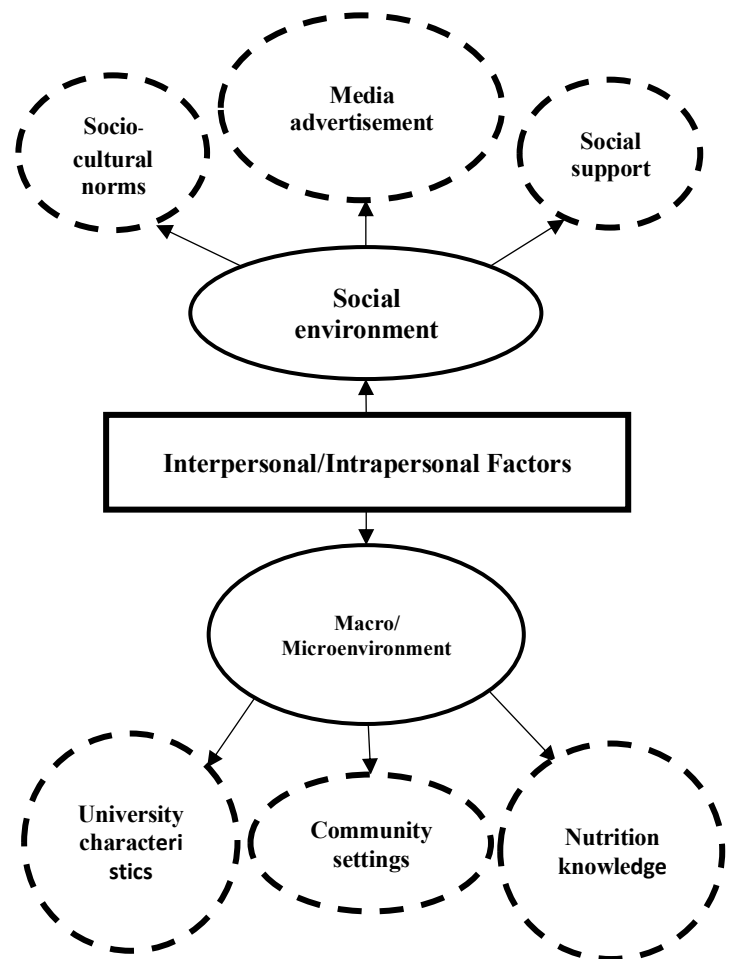 Media
advertisement
Socio-
cultural
norms
Social
support
Social
environment
Interpersonal/Intrapersonal Factors
Macro/
Microenvironment
University
characteri
stics
Community
settings
Nutrition
knowledge